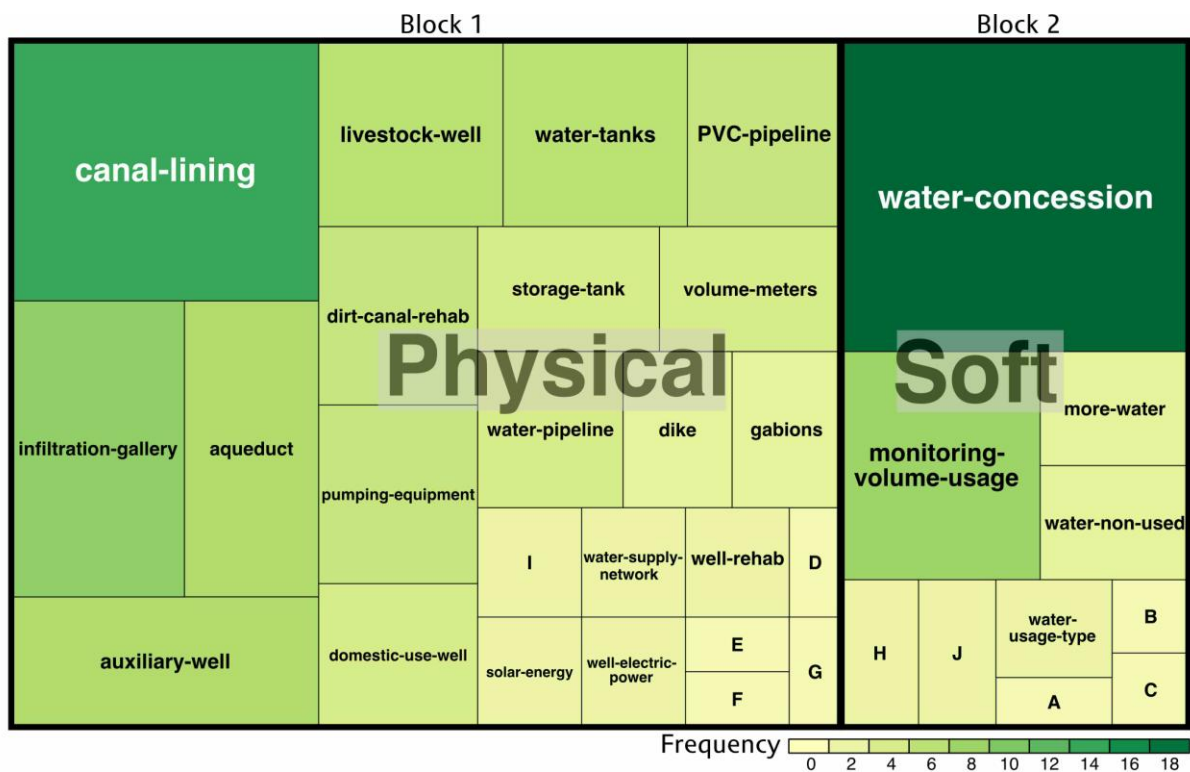 Block 1
Block 2
canal-lining
livestock-well
water-tanks
PVC-pipeline
water-concession
dirt-canal-rehab
storage-tank
volume-meters
Physical
Soft
infiltration-gallery
aqueduct
water-pipeline
dike
gabions
monitoring-
volume-usage
more-water
water-non-used
pumping-equipment
I
water-supply-
network
well-rehab
D
auxiliary-well
domestic-use-well
solar-energy
well-electric-
power
E
F
G
H
J
water-
usage-type
A
B
C
Frequency
0 2 4 6 8 10 12 14 16 18